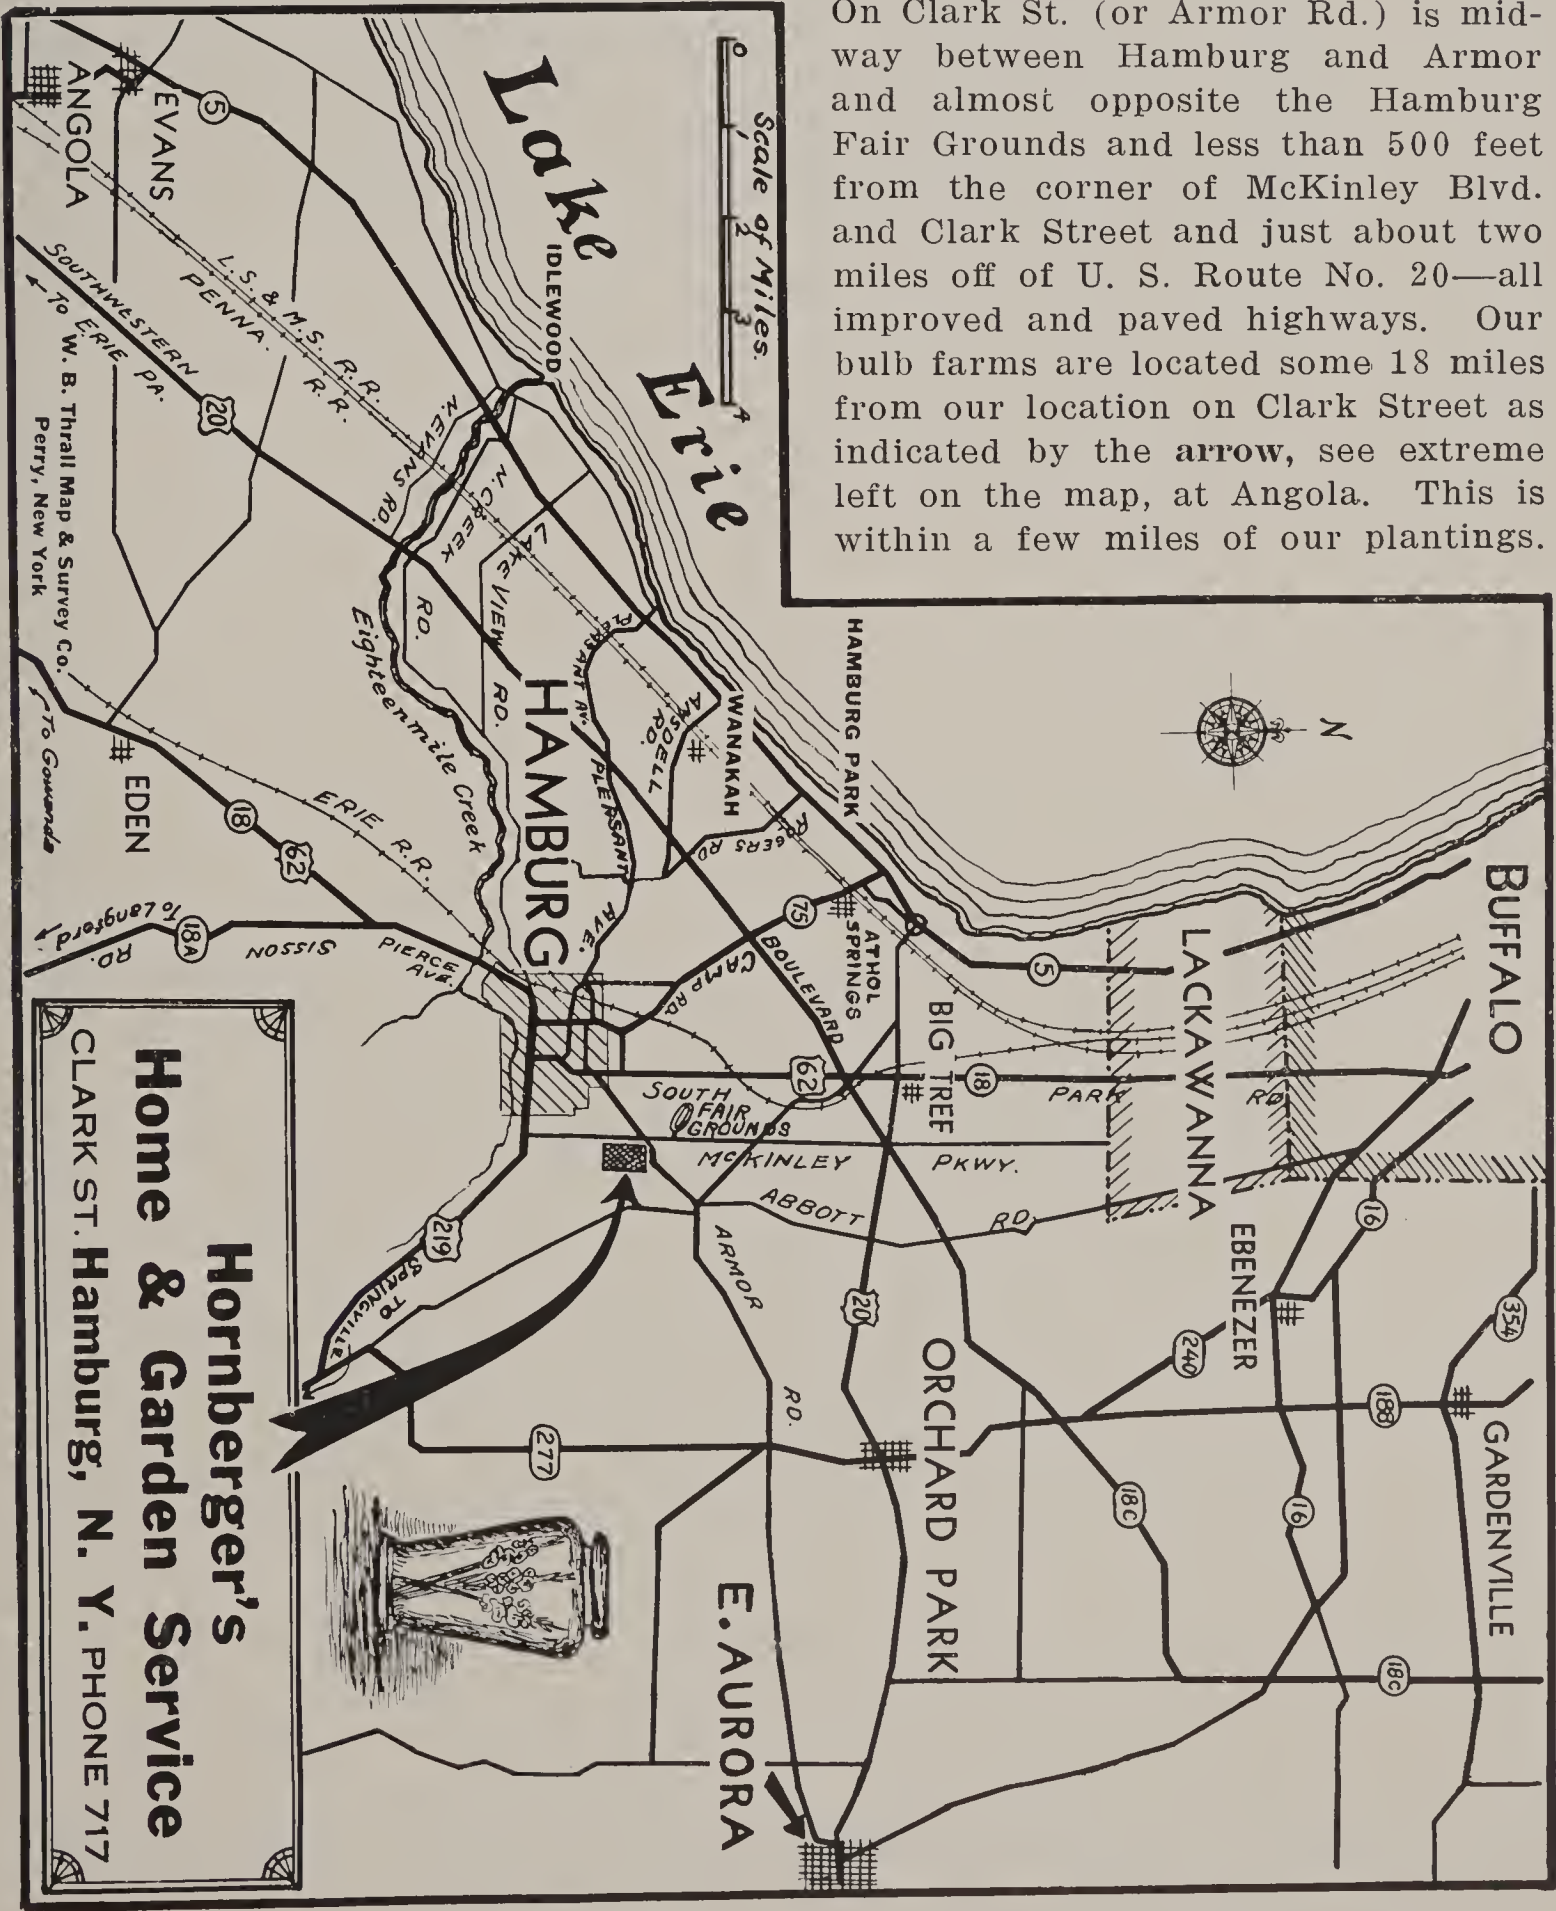 On Clark St. (or Armor Rd.) is mid-
way between Hamburg and Armor
and almost opposite the Hamburg
Fair Grounds and less than 500 feet
from the corner of McKinley Blvd.
and Clark Street and just about two
miles off of U. S. Route No. 20—all
improved and paved highways. Our
bulb farms are located some 18 miles
from our location on Clark Street as
indicated by the arrow, see extreme
left on the map, at Angola. This is
within a few miles of our plantings.
Scale of Miles.
0 1 2 3 4
Lake Erie
N
BUFFALO
LACKAWANNA
HAMBURG PARK
WANAKAH
IDLEWOOD
EVANS
ANGOLA
5
L. S. & M. S. R. R.
PENNA. R. R.
SOUTHWESTERN
To ERIE PA.
20
N. EVANS RD.
N. CREEK RD.
LAKE VIEW RD.
PLEASANT AV.
PLEASANT AVE.
AMSDELL RD.
ROGERS RD
75
CAMP RD.
BOULEVARD
ATHOL SPRINGS
5
BIG TREE
18
PARK RD
62
SOUTH
FAIR GROUNDS
McKINLEY PKWY.
ABBOTT RD
ARMOR RD.
20
HAMBURG
Eighteenmile Creek
ERIE R.R.
EDEN
18
62
To Gowanda
PIERCE AVE.
NOSSIS RD.
18A
To Langford
219
TO SPRINGVILLE
277
ORCHARD PARK
E. AURORA
EBENEZER
GARDENVILLE
16
354
240
188
18C
16
18C
W. B. Thrall Map & Survey Co.
Perry, New York
Hornberger's
Home & Garden Service
CLARK ST. Hamburg, N. Y. PHONE 717